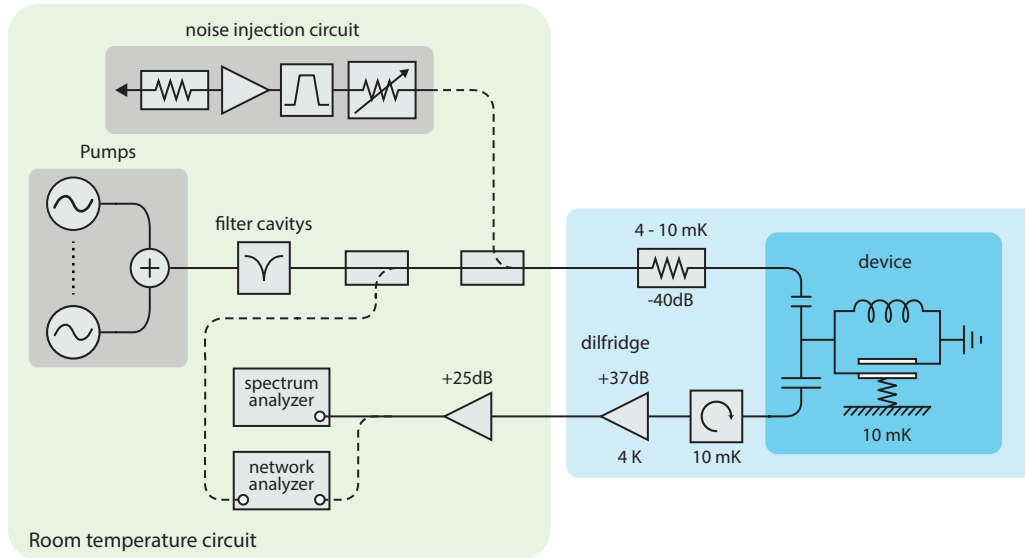 noise injection circuit
Pumps
filter cavitys
4 - 10 mK
-40dB
device
dilfridge
+25dB
+37dB
spectrum
analyzer
4 K
10 mK
10 mK
network
analyzer
Room temperature circuit